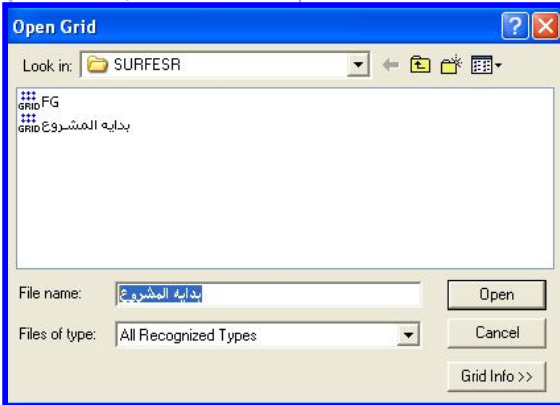 Open Grid
Look in: SURFESR
GRID FG
GRID بدايه المشروع
File name: بدايه المشروع
Open
Files of type: All Recognized Types
Cancel
Grid Info >>